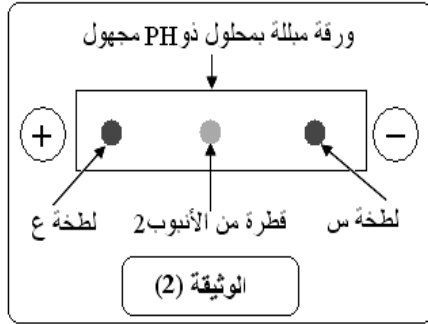 ورقة مبللة بمحلول ذو PH مجهول
+
−
لطخة ع
قطرة من الأنبوب2
لطخة س
الوثيقة (2)